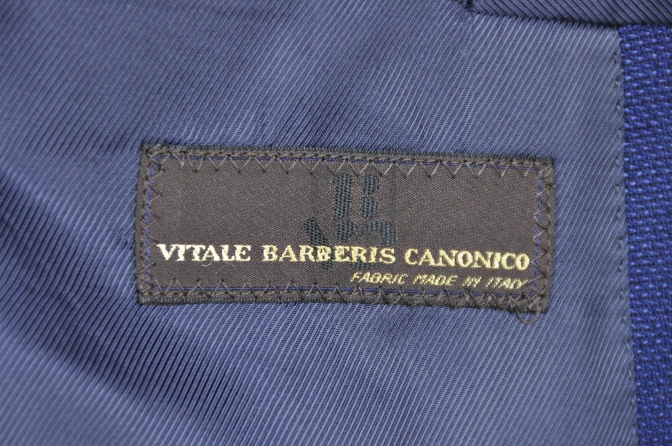 VITALE BARBERIS CANONICO
FABRIC MADE IN ITALY